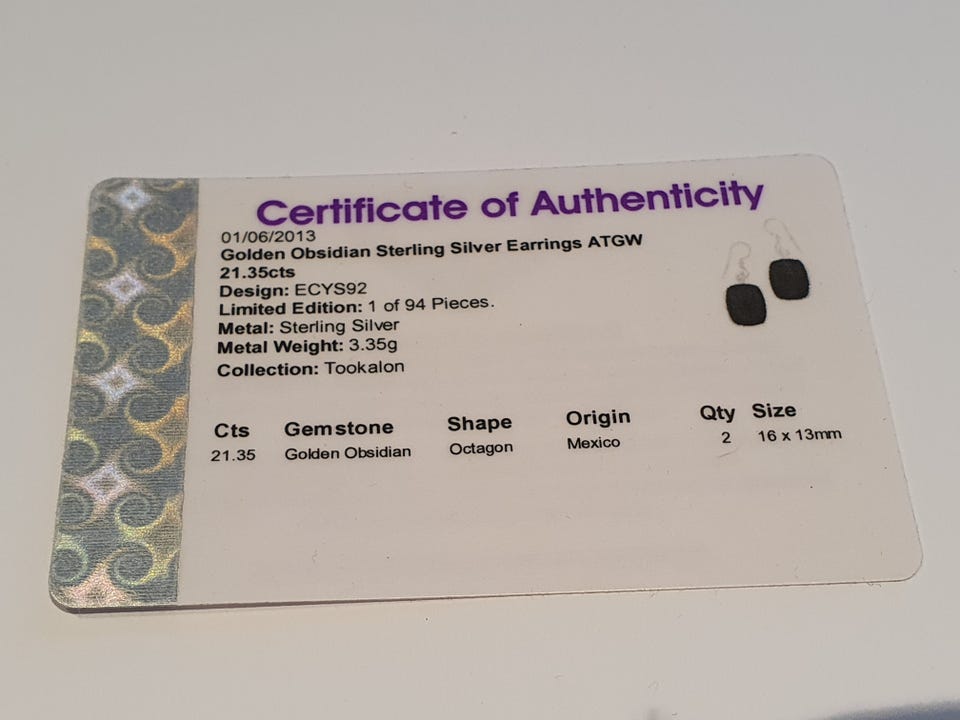 Certificate of Authenticity
01/06/2013
Golden Obsidian Sterling Silver Earrings ATGW
21.35cts
Design: ECYS92
Limited Edition: 1 of 94 Pieces.
Metal: Sterling Silver
Metal Weight: 3.35g
Collection: Tookalon
Cts Gemstone Shape Origin Qty Size
21.35 Golden Obsidian Octagon Mexico 2 16 x 13mm